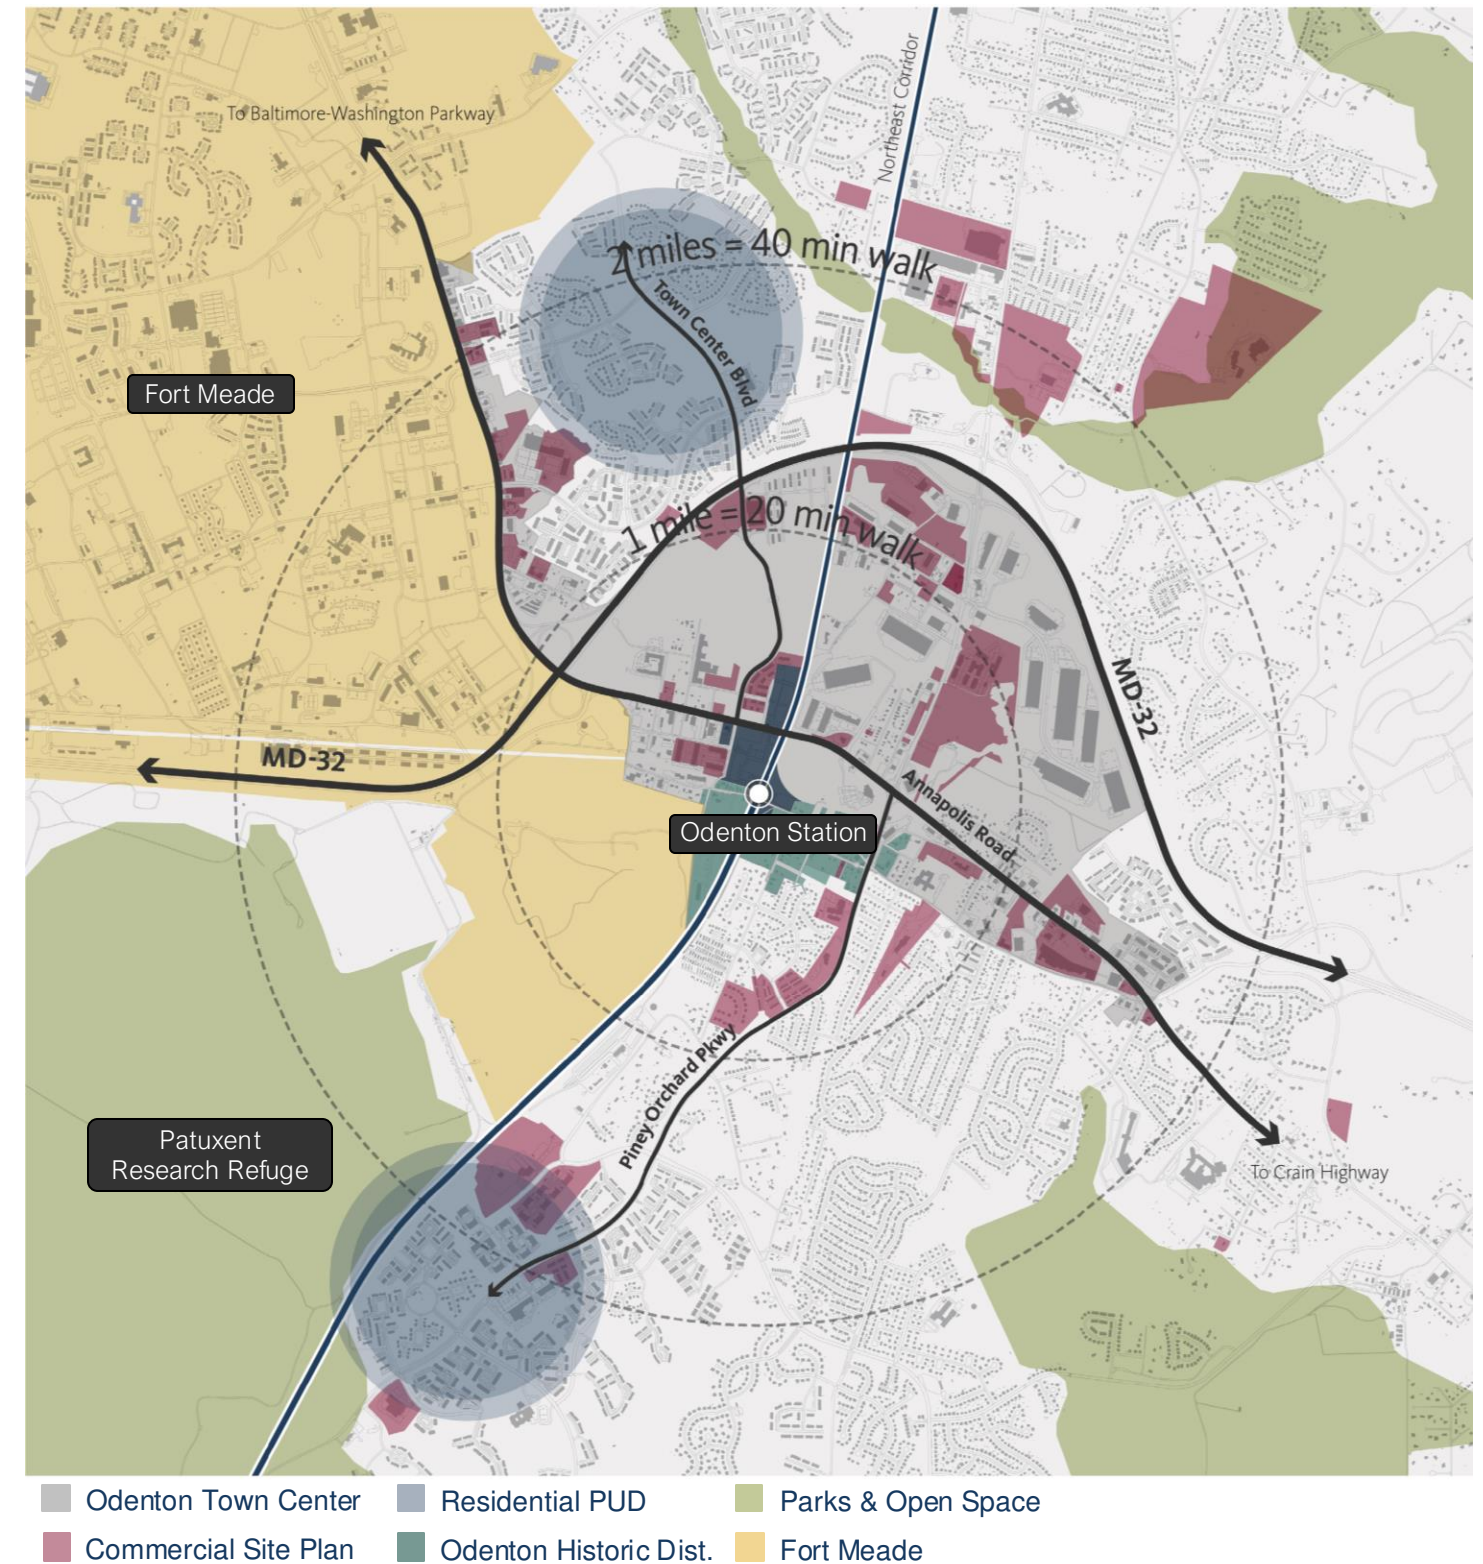 Northeast Corridor
To Baltimore-Washington Parkway
2 miles = 40 min walk
Town Center Blvd
Fort Meade
1 mile = 20 min walk
MD-32
MD-32
Annapolis Road
Odenton Station
Piney Orchard Pkwy
Patuxent
Research Refuge
To Crain Highway
Odenton Town Center
Residential PUD
Parks & Open Space
Commercial Site Plan
Odenton Historic Dist.
Fort Meade